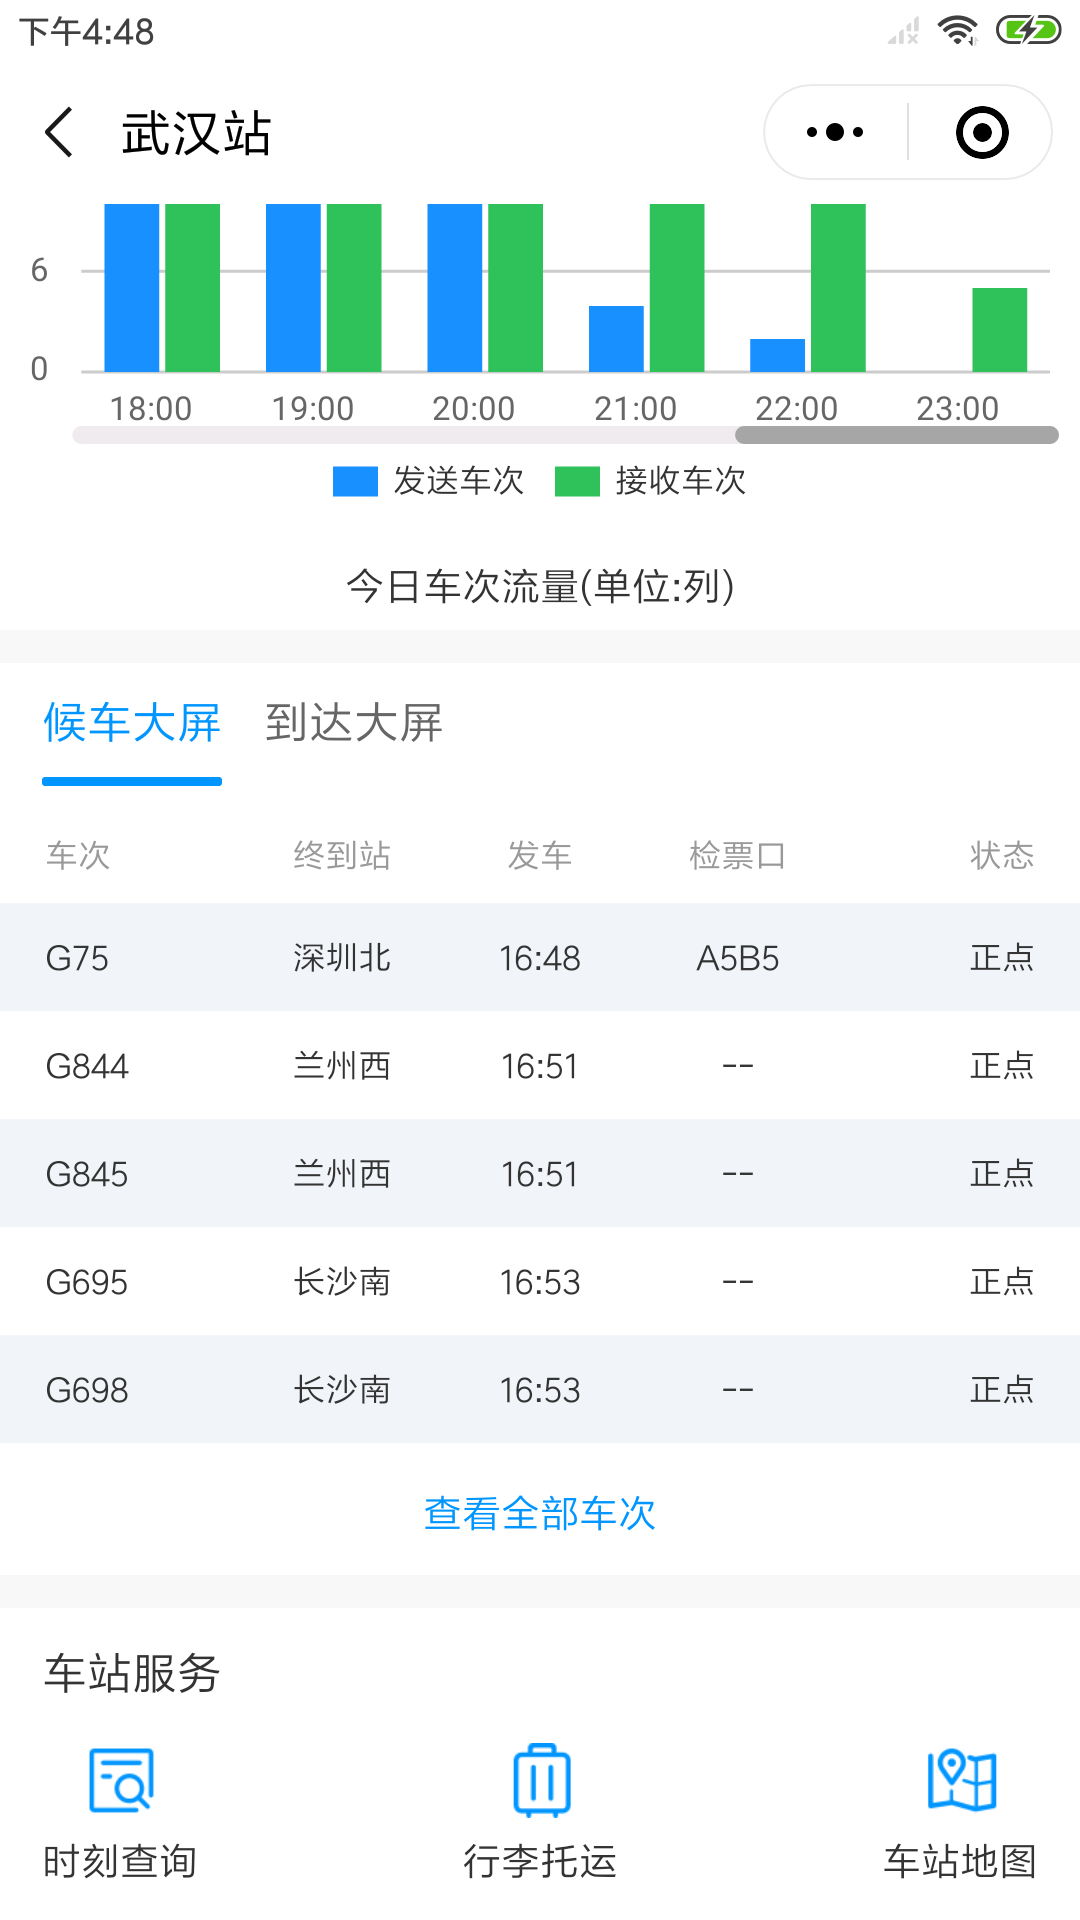 下午4:48
武汉站
6
0
18:00 19:00 20:00 21:00 22:00 23:00
发送车次 接收车次
今日车次流量(单位:列)
候车大屏 到达大屏
车次 终到站 发车 检票口 状态
G75 深圳北 16:48 A5B5 正点
G844 兰州西 16:51 -- 正点
G845 兰州西 16:51 -- 正点
G695 长沙南 16:53 -- 正点
G698 长沙南 16:53 -- 正点
查看全部车次
车站服务
时刻查询 行李托运 车站地图